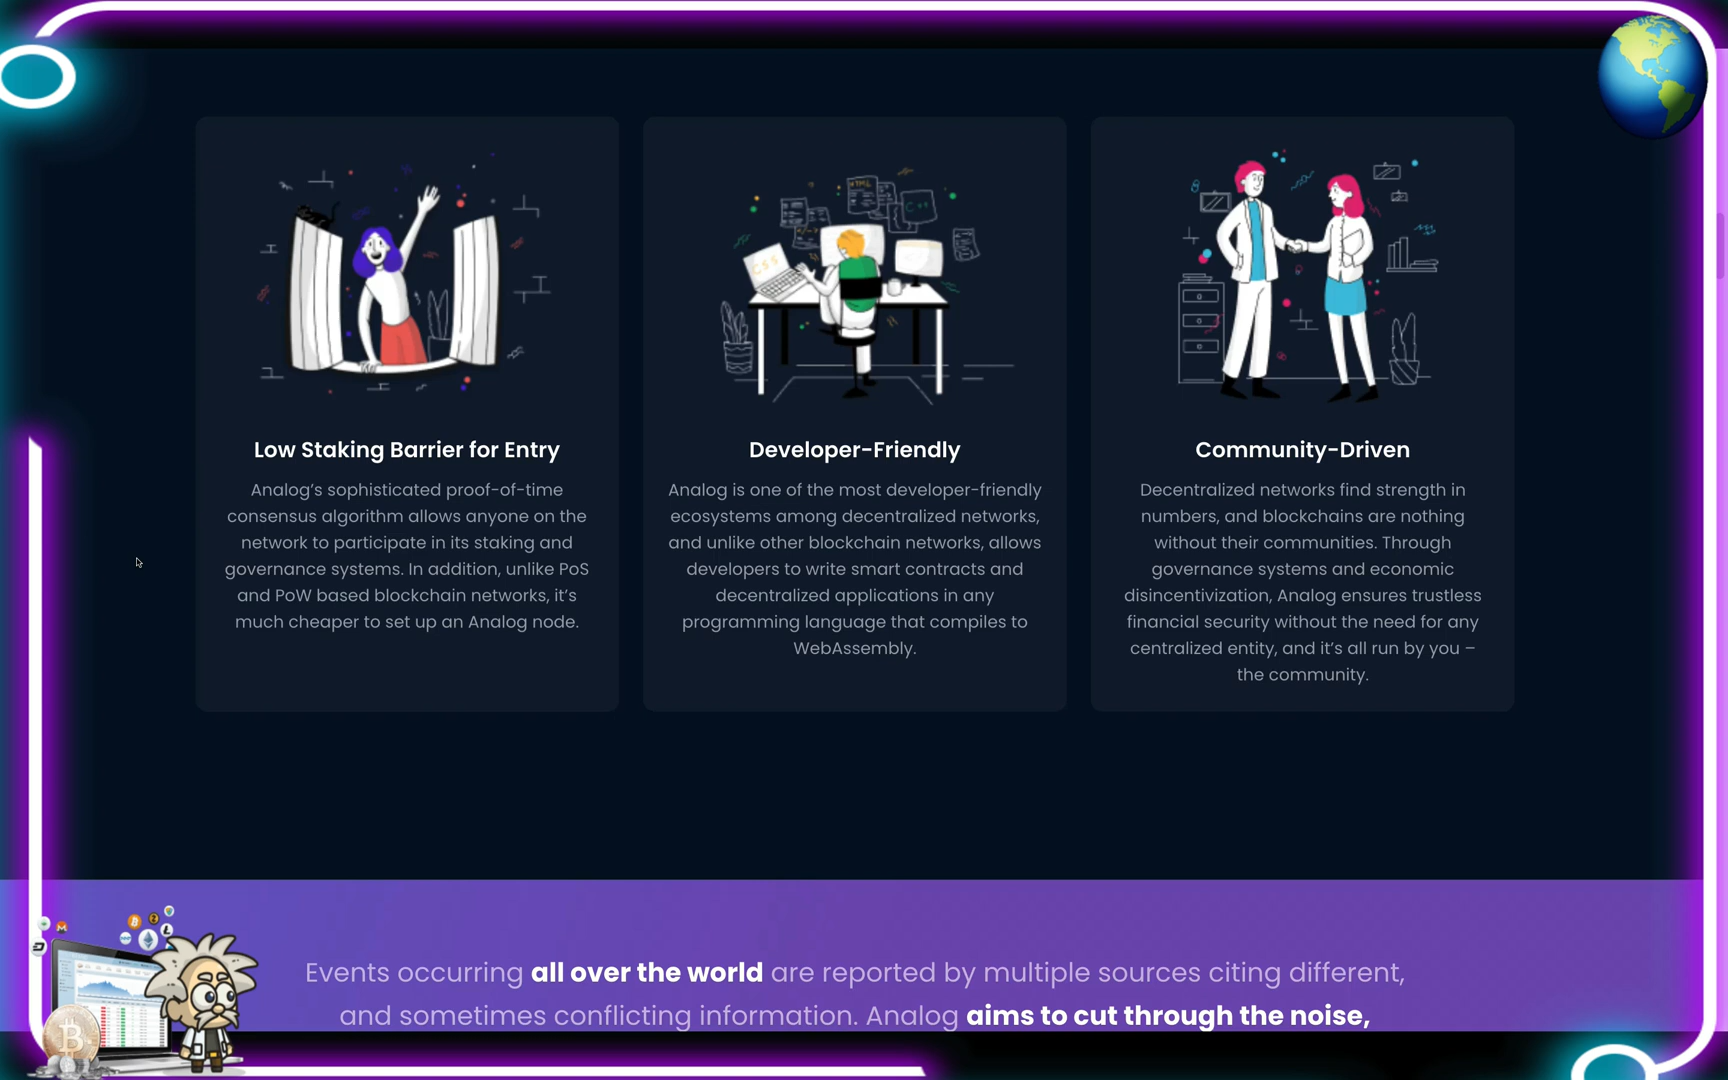 HTML
C++
CSS
Low Staking Barrier for Entry
Analog’s sophisticated proof-of-time
consensus algorithm allows anyone on the
network to participate in its staking and
governance systems. In addition, unlike PoS
and PoW based blockchain networks, it’s
much cheaper to set up an Analog node.
Developer-Friendly
Analog is one of the most developer-friendly
ecosystems among decentralized networks,
and unlike other blockchain networks, allows
developers to write smart contracts and
decentralized applications in any
programming language that compiles to
WebAssembly.
Community-Driven
Decentralized networks find strength in
numbers, and blockchains are nothing
without their communities. Through
governance systems and economic
disincentivization, Analog ensures trustless
financial security without the need for any
centralized entity, and it’s all run by you –
the community.
Events occurring all over the world are reported by multiple sources citing different,
and sometimes conflicting information. Analog aims to cut through the noise,